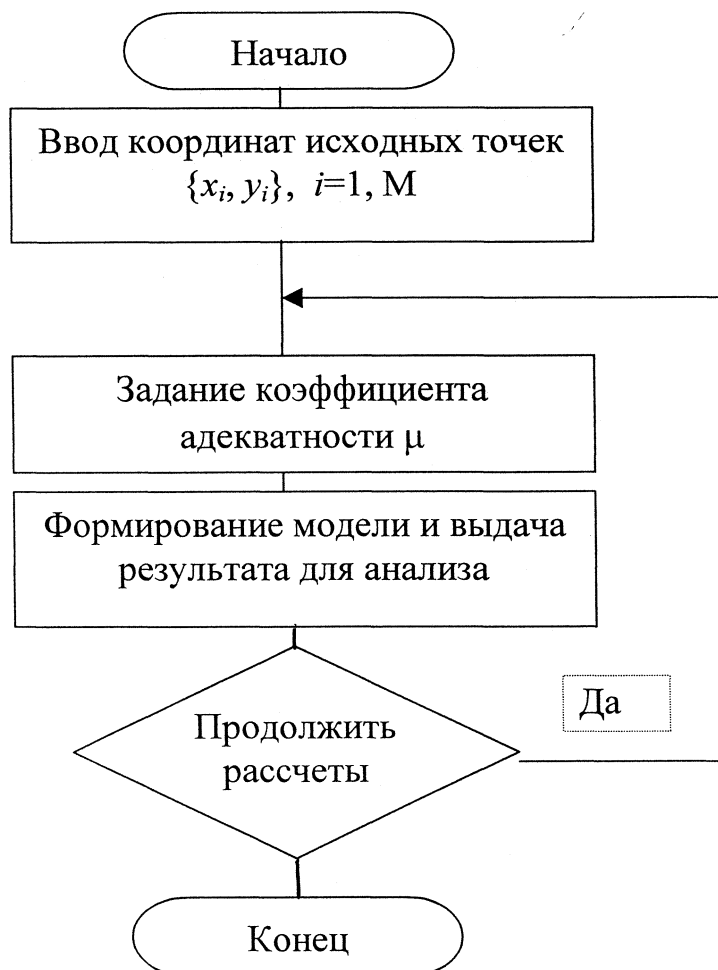 Начало
Ввод координат исходных точек
{xᵢ, yᵢ}, i=1, М
Задание коэффициента
адекватности μ
Формирование модели и выдача
результата для анализа
Продолжить
рассчеты
Да
Конец